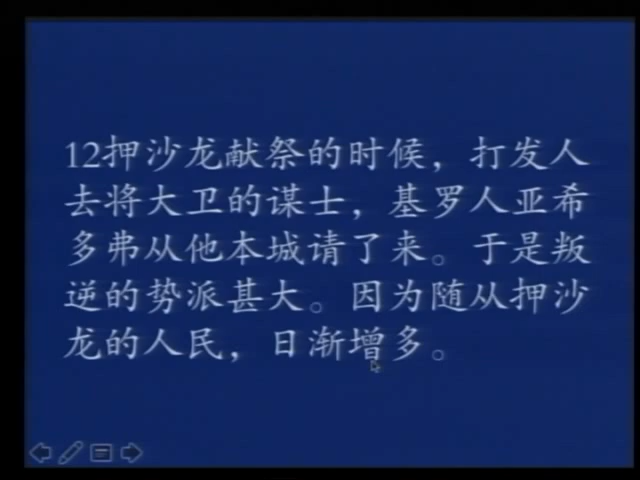 12押沙龙献祭的时候，打发人
去将大卫的谋士，基罗人亚希
多弗从他本城请了来。于是叛
逆的势派甚大。因为随从押沙
龙的人民，日渐增多。